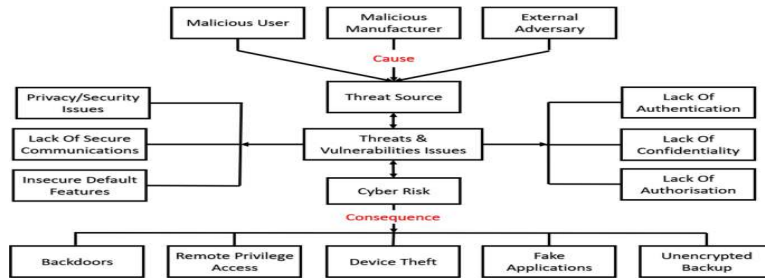 Malicious User
Malicious
Manufacturer
External
Adversary
Cause
Threat Source
Privacy/Security
Issues
Lack Of Secure
Communications
Insecure Default
Features
Threats &
Vulnerabilities Issues
Lack Of
Authentication
Lack Of
Confidentiality
Lack Of
Authorisation
Cyber Risk
Consequence
Backdoors
Remote Privilege
Access
Device Theft
Fake
Applications
Unencrypted
Backup